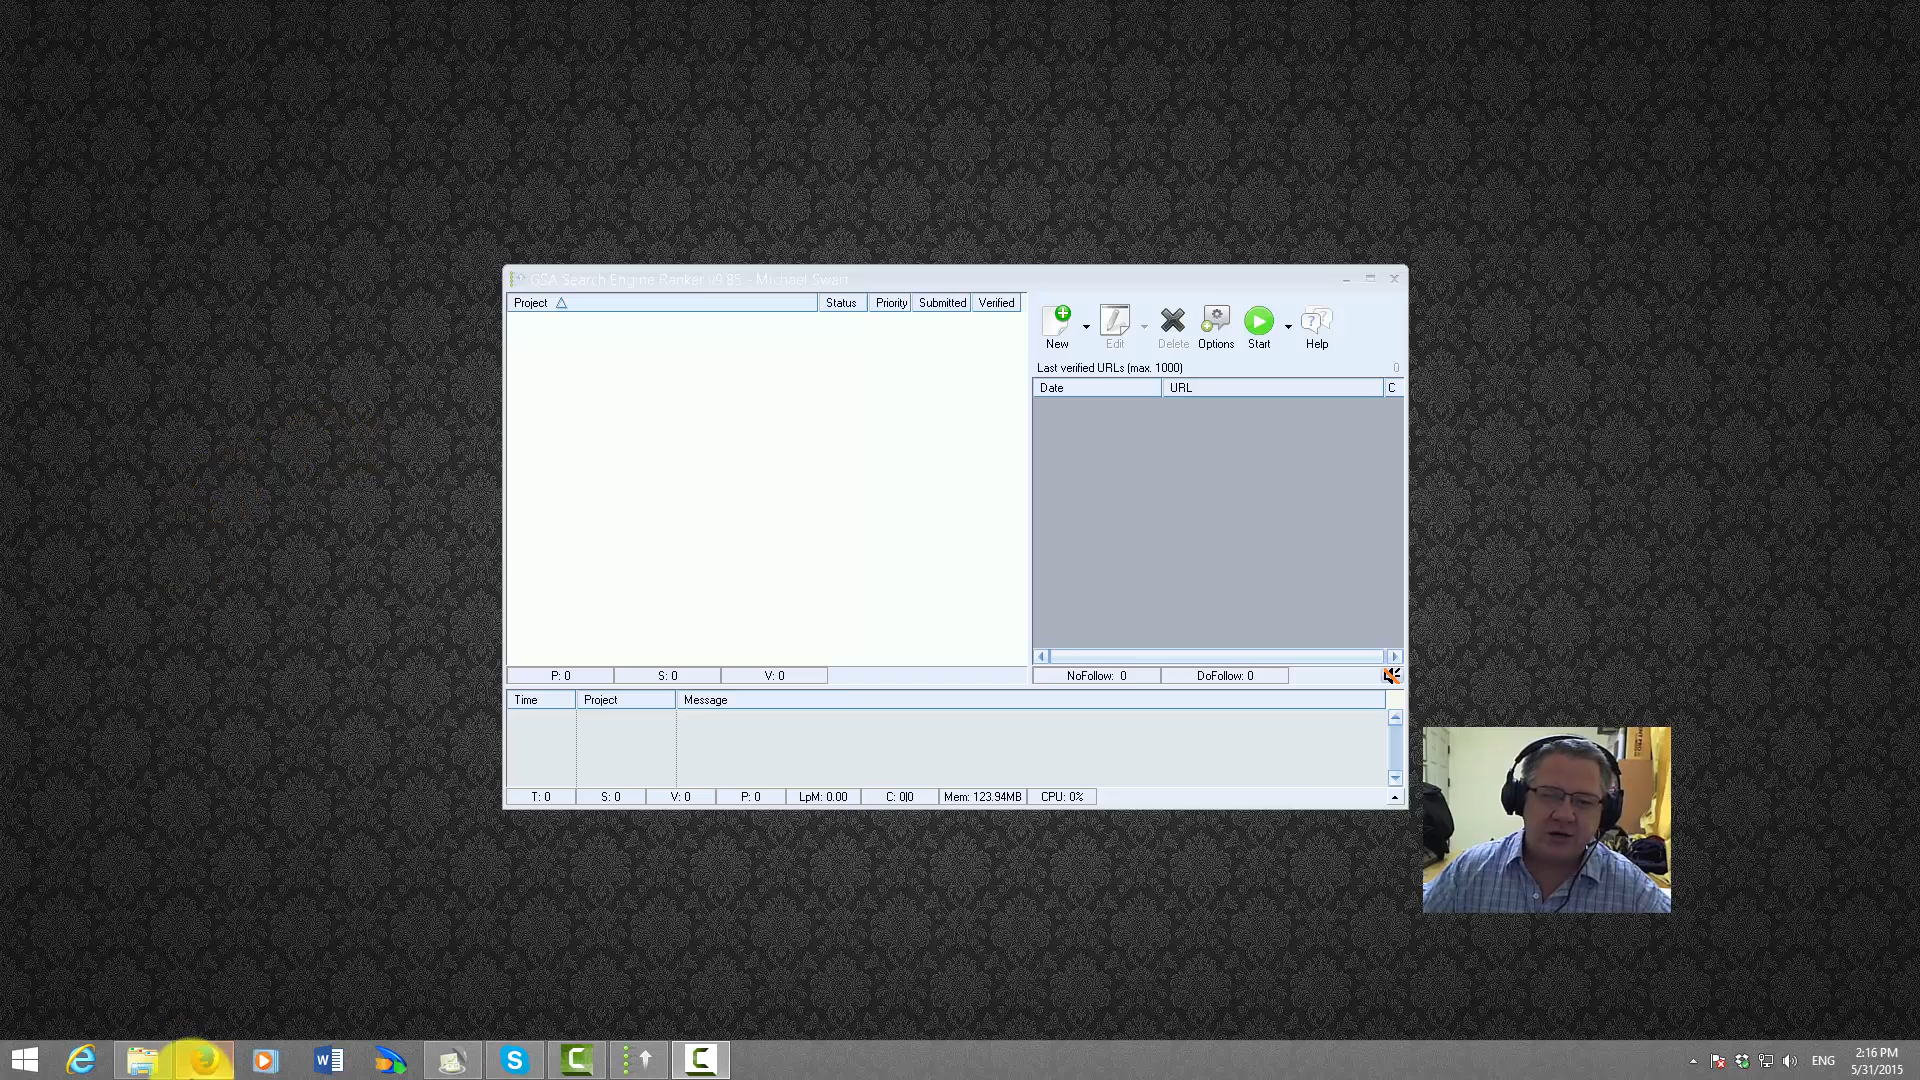 GSA Search Engine Ranker v9.85 - Michael Swart
Project Status Priority Submitted Verified
New Edit Delete Options Start Help
Last verified URLs (max. 1000) 0
Date URL C
P: 0 S: 0 V: 0
NoFollow: 0 DoFollow: 0
Time Project Message
T: 0 S: 0 V: 0 P: 0 LpM: 0.00 C: 0|0 Mem: 123.94MB CPU: 0%
ENG
2:16 PM
5/31/2015